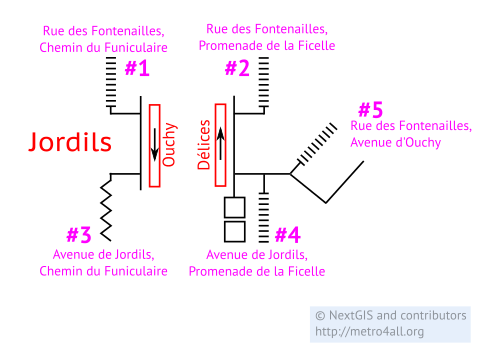 Rue des Fontenailles,
Chemin du Funiculaire
#1
Rue des Fontenailles,
Promenade de la Ficelle
#2
#5
Rue des Fontenailles,
Avenue d'Ouchy
Jordils
Ouchy
Délices
#3
Avenue de Jordils,
Chemin du Funiculaire
#4
Avenue de Jordils,
Promenade de la Ficelle
© NextGIS and contributors
http://metro4all.org